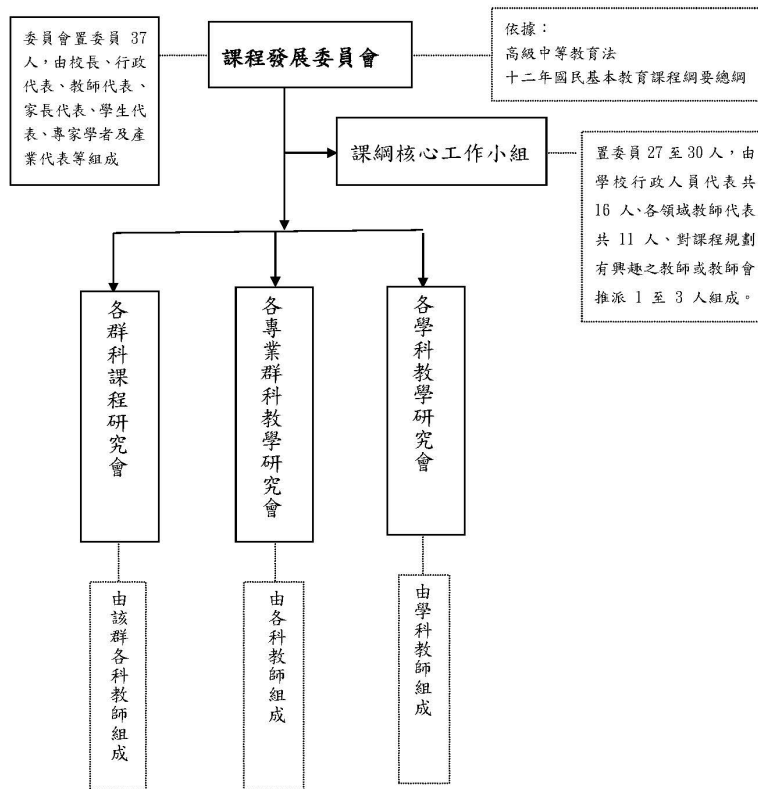 委員會置委員 37
人，由校長、行政
代表、教師代表、
家長代表、學生代
表、專家學者及產
業代表等組成
課程發展委員會
依據：
高級中等教育法
十二年國民基本教育課程綱要總綱
課綱核心工作小組
置委員 27 至 30 人，由
學校行政人員代表共
16 人、各領域教師代表
共 11 人、對課程規劃
有興趣之教師或教師會
推派 1 至 3 人組成。
各群科課程研究會
各專業群科教學研究會
各學科教學研究會
由該群各科教師組成
由各科教師組成
由學科教師組成